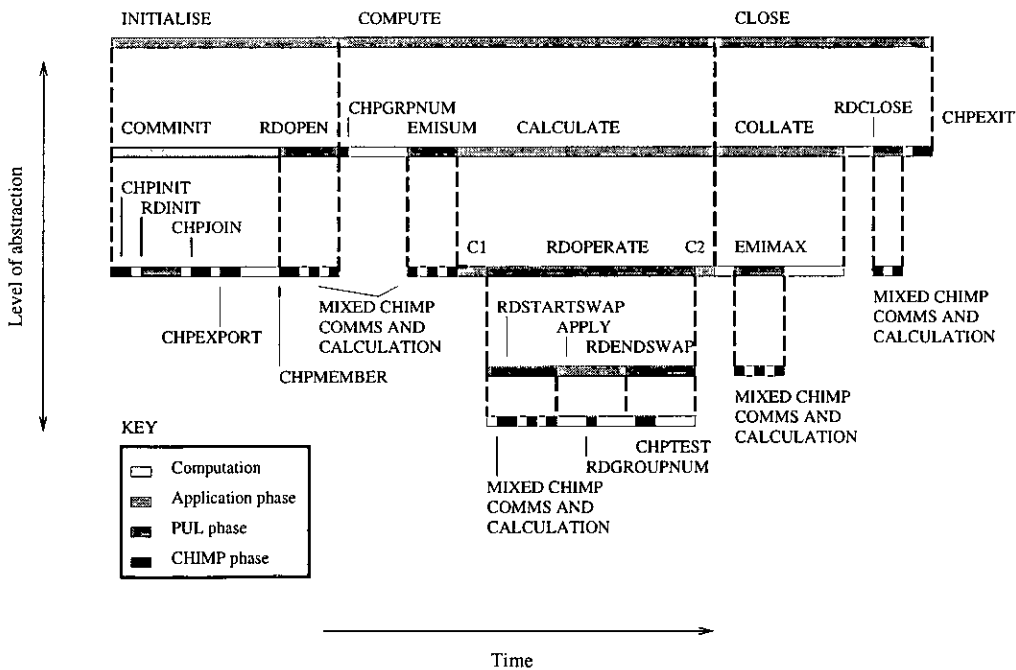 INITIALISE COMPUTE CLOSE
CHPGRPNUM RDCLOSE
COMMINIT RDOPEN EMISUM CALCULATE COLLATE CHPEXIT
Level of abstraction
CHPINIT
RDINIT
CHPJOIN
C1 RDOPERATE C2 EMIMAX
CHPEXPORT
CHPMEMBER
MIXED CHIMP
COMMS AND
CALCULATION
RDSTARTSWAP
APPLY
RDENDSWAP
MIXED CHIMP
COMMS AND
CALCULATION
MIXED CHIMP
COMMS AND
CALCULATION
CHPTEST
RDGROUPNUM
MIXED CHIMP
COMMS AND
CALCULATION
KEY
Computation
Application phase
PUL phase
CHIMP phase
Time